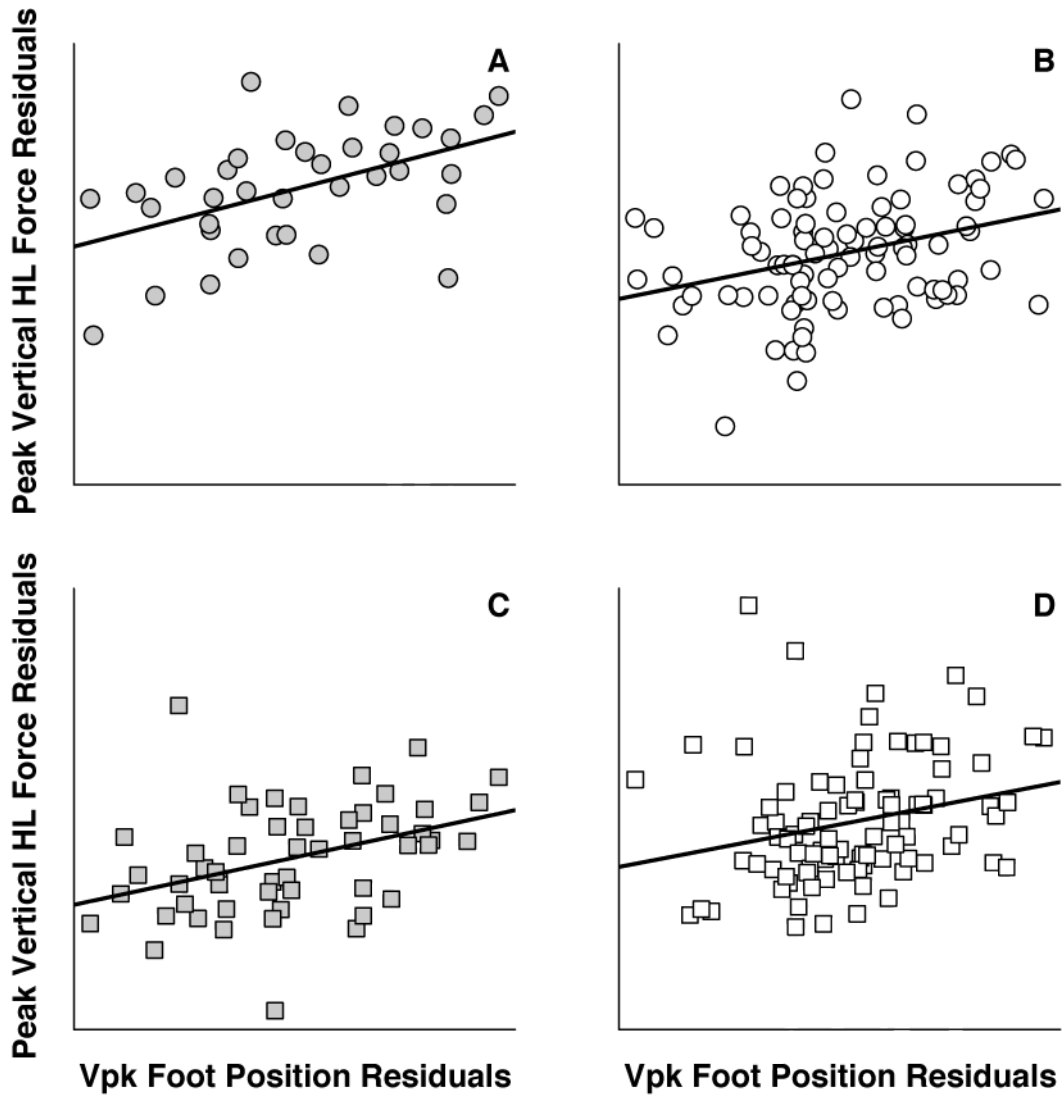 Peak Vertical HL Force Residuals
A
B
Peak Vertical HL Force Residuals
C
D
Vpk Foot Position Residuals
Vpk Foot Position Residuals